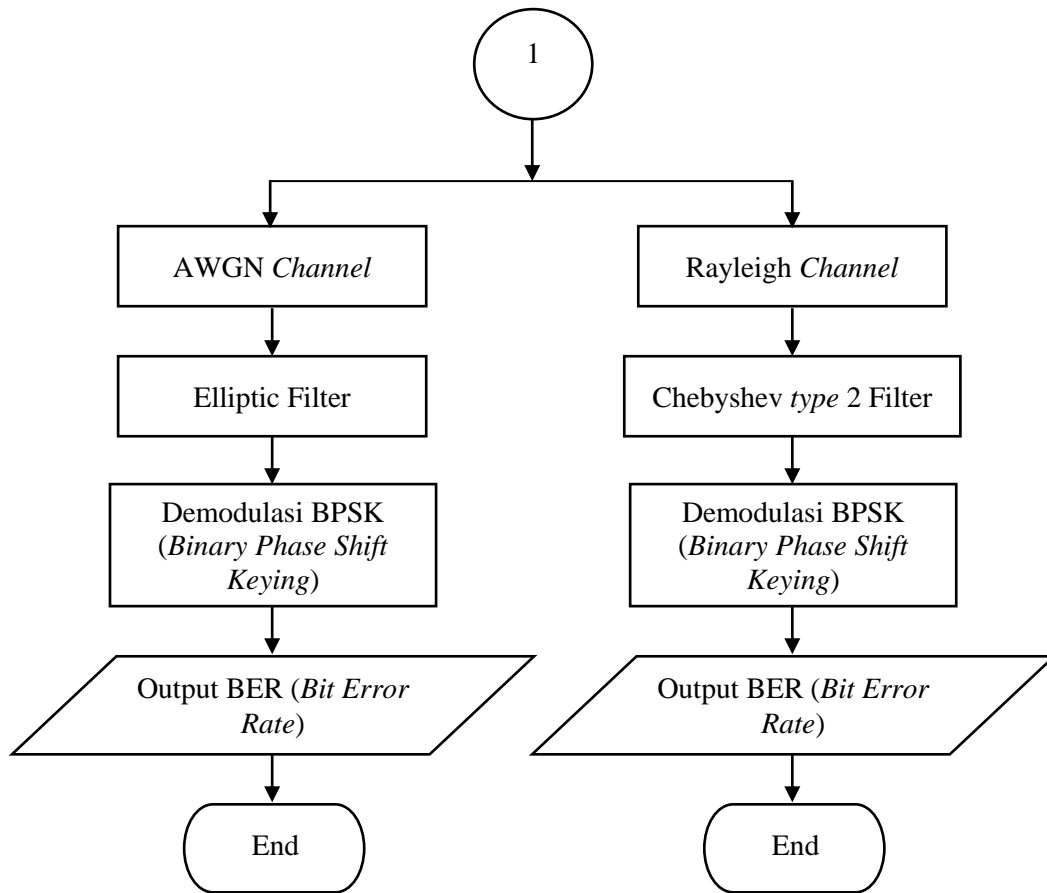 1
AWGN Channel
Elliptic Filter
Demodulasi BPSK
(Binary Phase Shift
Keying)
Output BER (Bit Error
Rate)
End
Rayleigh Channel
Chebyshev type 2 Filter
Demodulasi BPSK
(Binary Phase Shift
Keying)
Output BER (Bit Error
Rate)
End